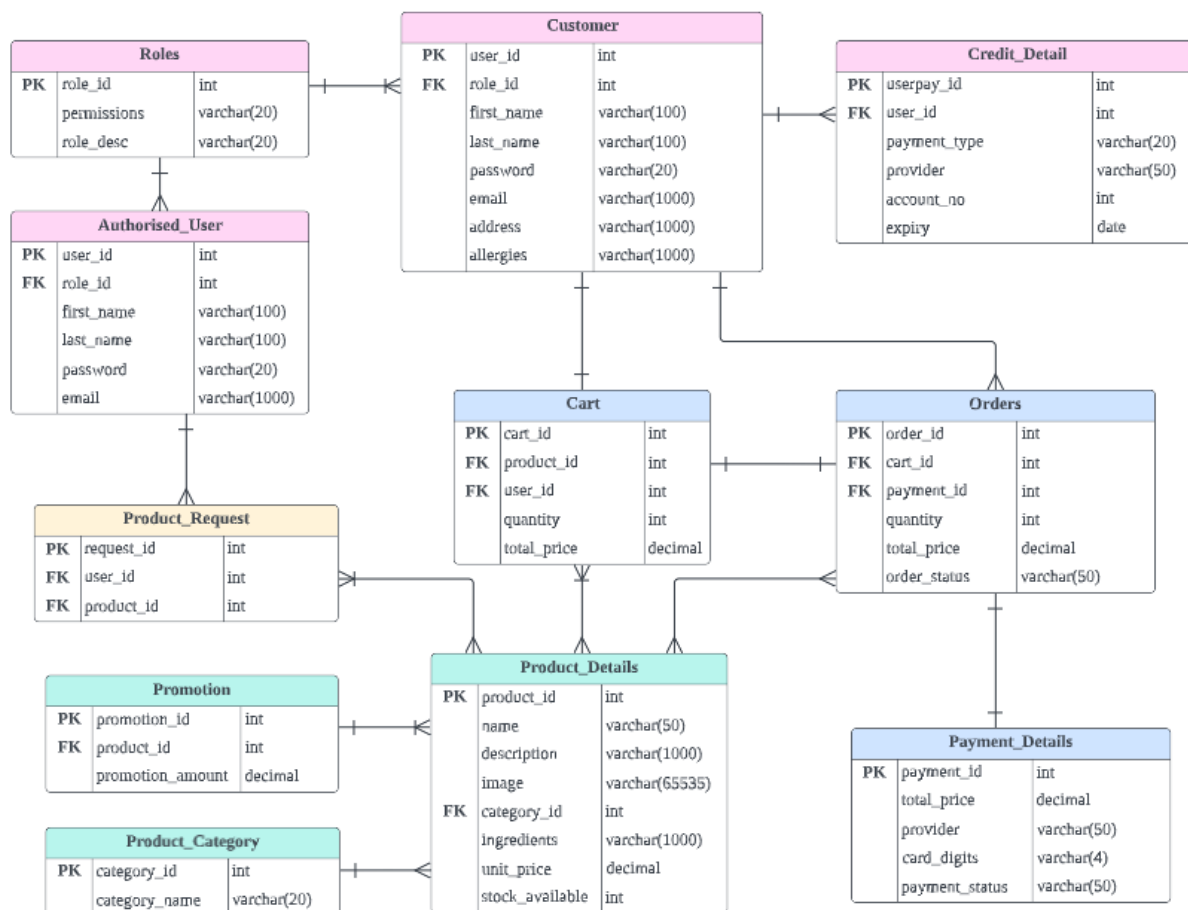 Customer
PK user_id int
FK role_id int
first_name varchar(100)
last_name varchar(100)
password varchar(20)
email varchar(1000)
address varchar(1000)
allergies varchar(1000)
Roles
PK role_id int
permissions varchar(20)
role_desc varchar(20)
Credit_Detail
PK userpay_id int
FK user_id int
payment_type varchar(20)
provider varchar(50)
account_no int
expiry date
Authorised_User
PK user_id int
FK role_id int
first_name varchar(100)
last_name varchar(100)
password varchar(20)
email varchar(1000)
Cart
PK cart_id int
FK product_id int
FK user_id int
quantity int
total_price decimal
Orders
PK order_id int
FK cart_id int
FK payment_id int
quantity int
total_price decimal
order_status varchar(50)
Product_Request
PK request_id int
FK user_id int
FK product_id int
Product_Details
PK product_id int
name varchar(50)
description varchar(1000)
image varchar(65535)
FK category_id int
ingredients varchar(1000)
unit_price decimal
stock_available int
Promotion
PK promotion_id int
FK product_id int
promotion_amount decimal
Payment_Details
PK payment_id int
total_price decimal
provider varchar(50)
card_digits varchar(4)
payment_status varchar(50)
Product_Category
PK category_id int
category_name varchar(20)